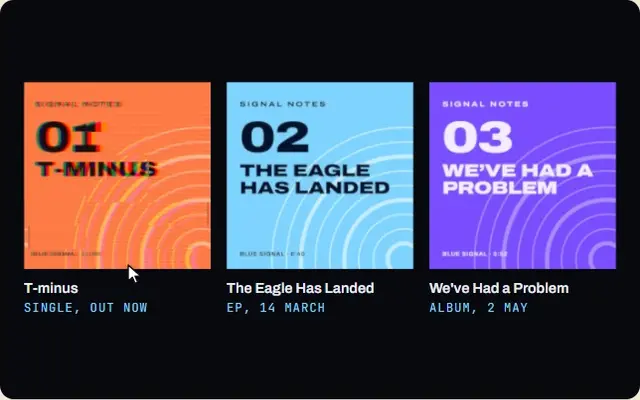 SIGNAL NOTES
01
T-MINUS
T-minus
SINGLE, OUT NOW
SIGNAL NOTES
02
THE EAGLE
HAS LANDED
BLUE SIGNAL · 0:40
The Eagle Has Landed
EP, 14 MARCH
SIGNAL NOTES
03
WE'VE HAD A
PROBLEM
BLUE SIGNAL · 0:52
We've Had a Problem
ALBUM, 2 MAY